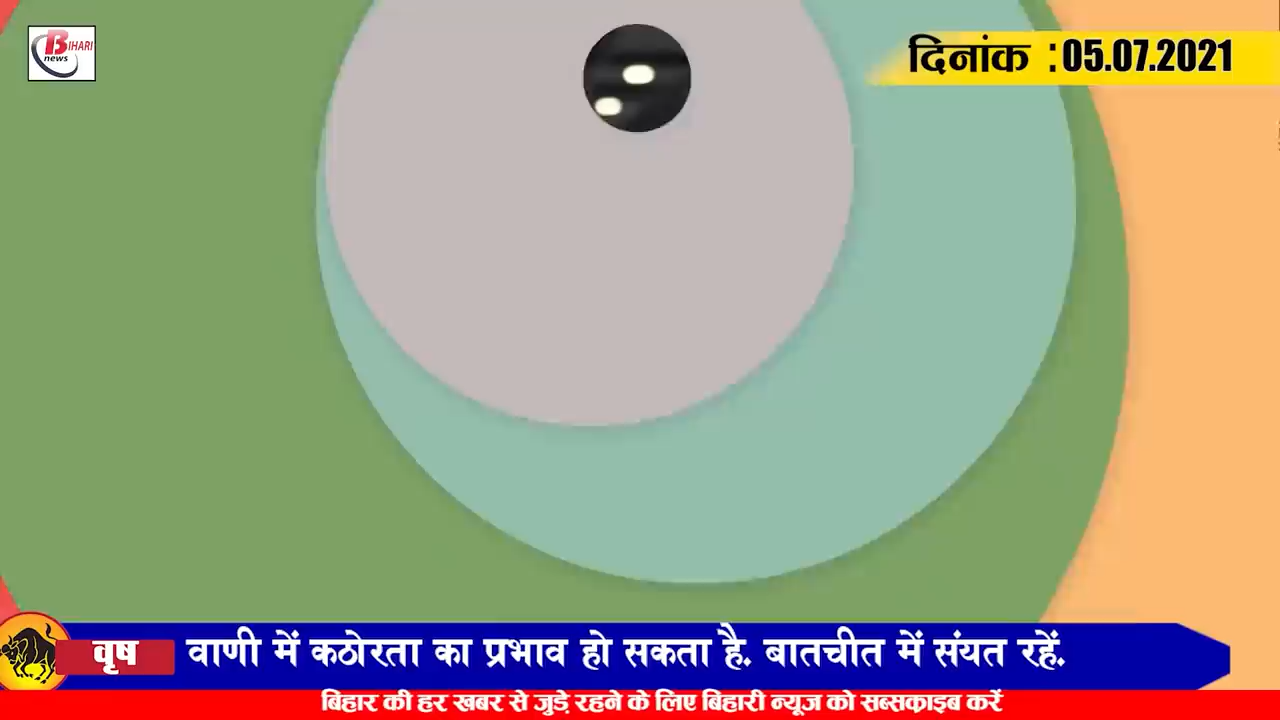 BIHARI
news
दिनांक :05.07.2021
वृष वाणी में कठोरता का प्रभाव हो सकता है. बातचीत में संयत रहें.
बिहार की हर खबर से जुड़े रहने के लिए बिहारी न्यूज को सब्सक्राइब करें